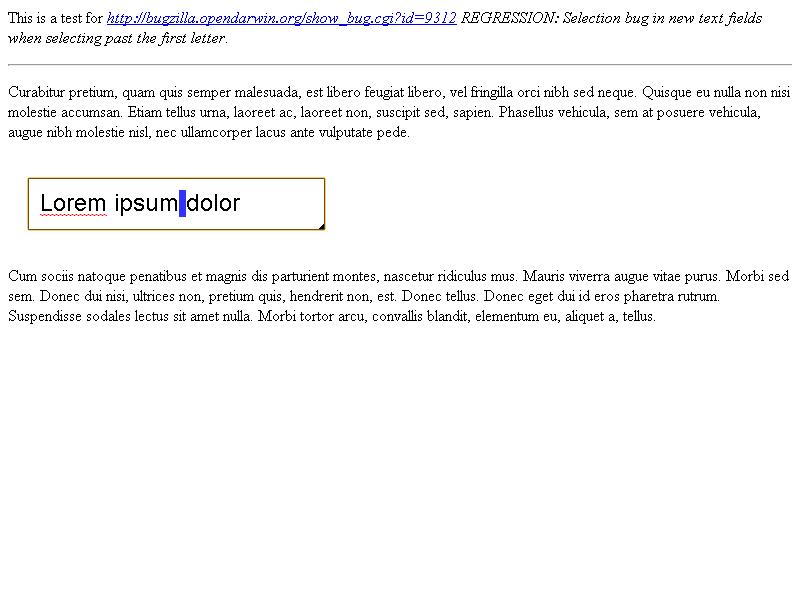 This is a test for http://bugzilla.opendarwin.org/show_bug.cgi?id=9312 REGRESSION: Selection bug in new text fields
when selecting past the first letter.
Curabitur pretium, quam quis semper malesuada, est libero feugiat libero, vel fringilla orci nibh sed neque. Quisque eu nulla non nisi
molestie accumsan. Etiam tellus urna, laoreet ac, laoreet non, suscipit sed, sapien. Phasellus vehicula, sem at posuere vehicula,
augue nibh molestie nisl, nec ullamcorper lacus ante vulputate pede.
Lorem ipsum dolor
Cum sociis natoque penatibus et magnis dis parturient montes, nascetur ridiculus mus. Mauris viverra augue vitae purus. Morbi sed
sem. Donec dui nisi, ultrices non, pretium quis, hendrerit non, est. Donec tellus. Donec eget dui id eros pharetra rutrum.
Suspendisse sodales lectus sit amet nulla. Morbi tortor arcu, convallis blandit, elementum eu, aliquet a, tellus.